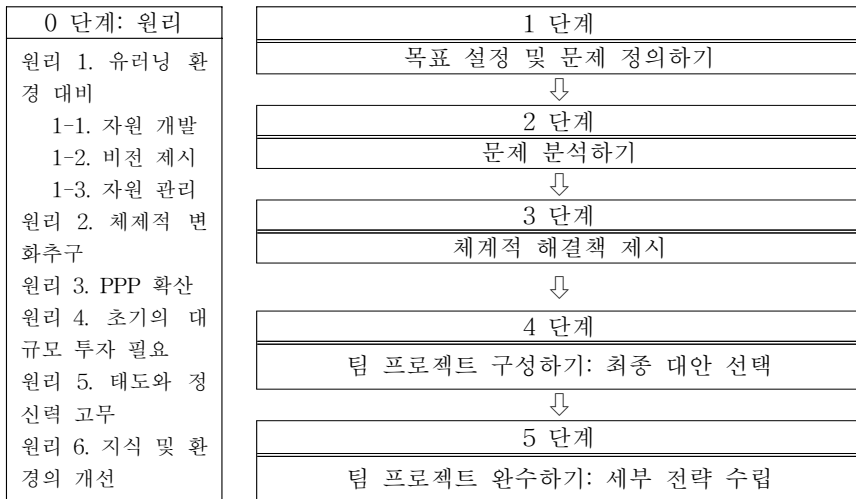 0 단계: 원리
원리 1. 유러닝 환
경 대비
1-1. 자원 개발
1-2. 비전 제시
1-3. 자원 관리
원리 2. 체제적 변
화추구
원리 3. PPP 확산
원리 4. 초기의 대
규모 투자 필요
원리 5. 태도와 정
신력 고무
원리 6. 지식 및 환
경의 개선
1 단계
목표 설정 및 문제 정의하기
⇩
2 단계
문제 분석하기
⇩
3 단계
체계적 해결책 제시
⇩
4 단계
팀 프로젝트 구성하기: 최종 대안 선택
⇩
5 단계
팀 프로젝트 완수하기: 세부 전략 수립